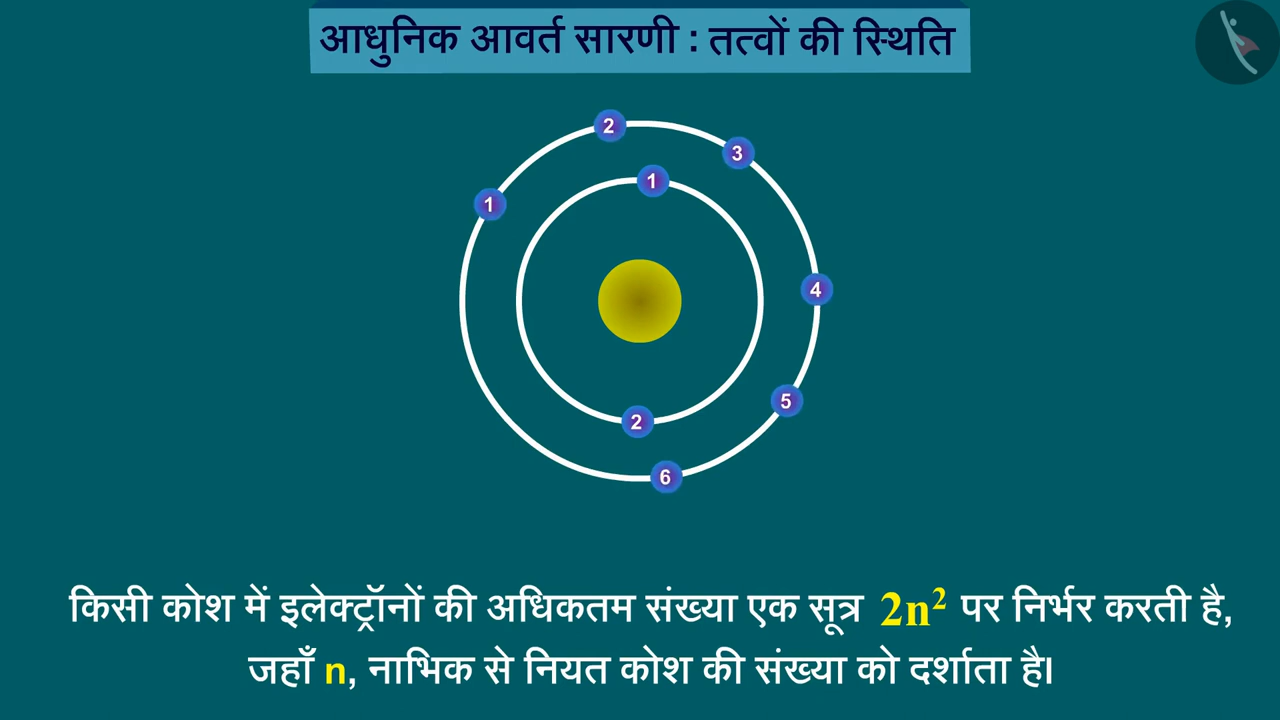 आधुनिक आवर्त सारणी : तत्वों की स्थिति
2
3
1
1
4
5
2
6
किसी कोश में इलेक्ट्रॉनों की अधिकतम संख्या एक सूत्र 2n² पर निर्भर करती है,
जहाँ n, नाभिक से नियत कोश की संख्या को दर्शाता है।